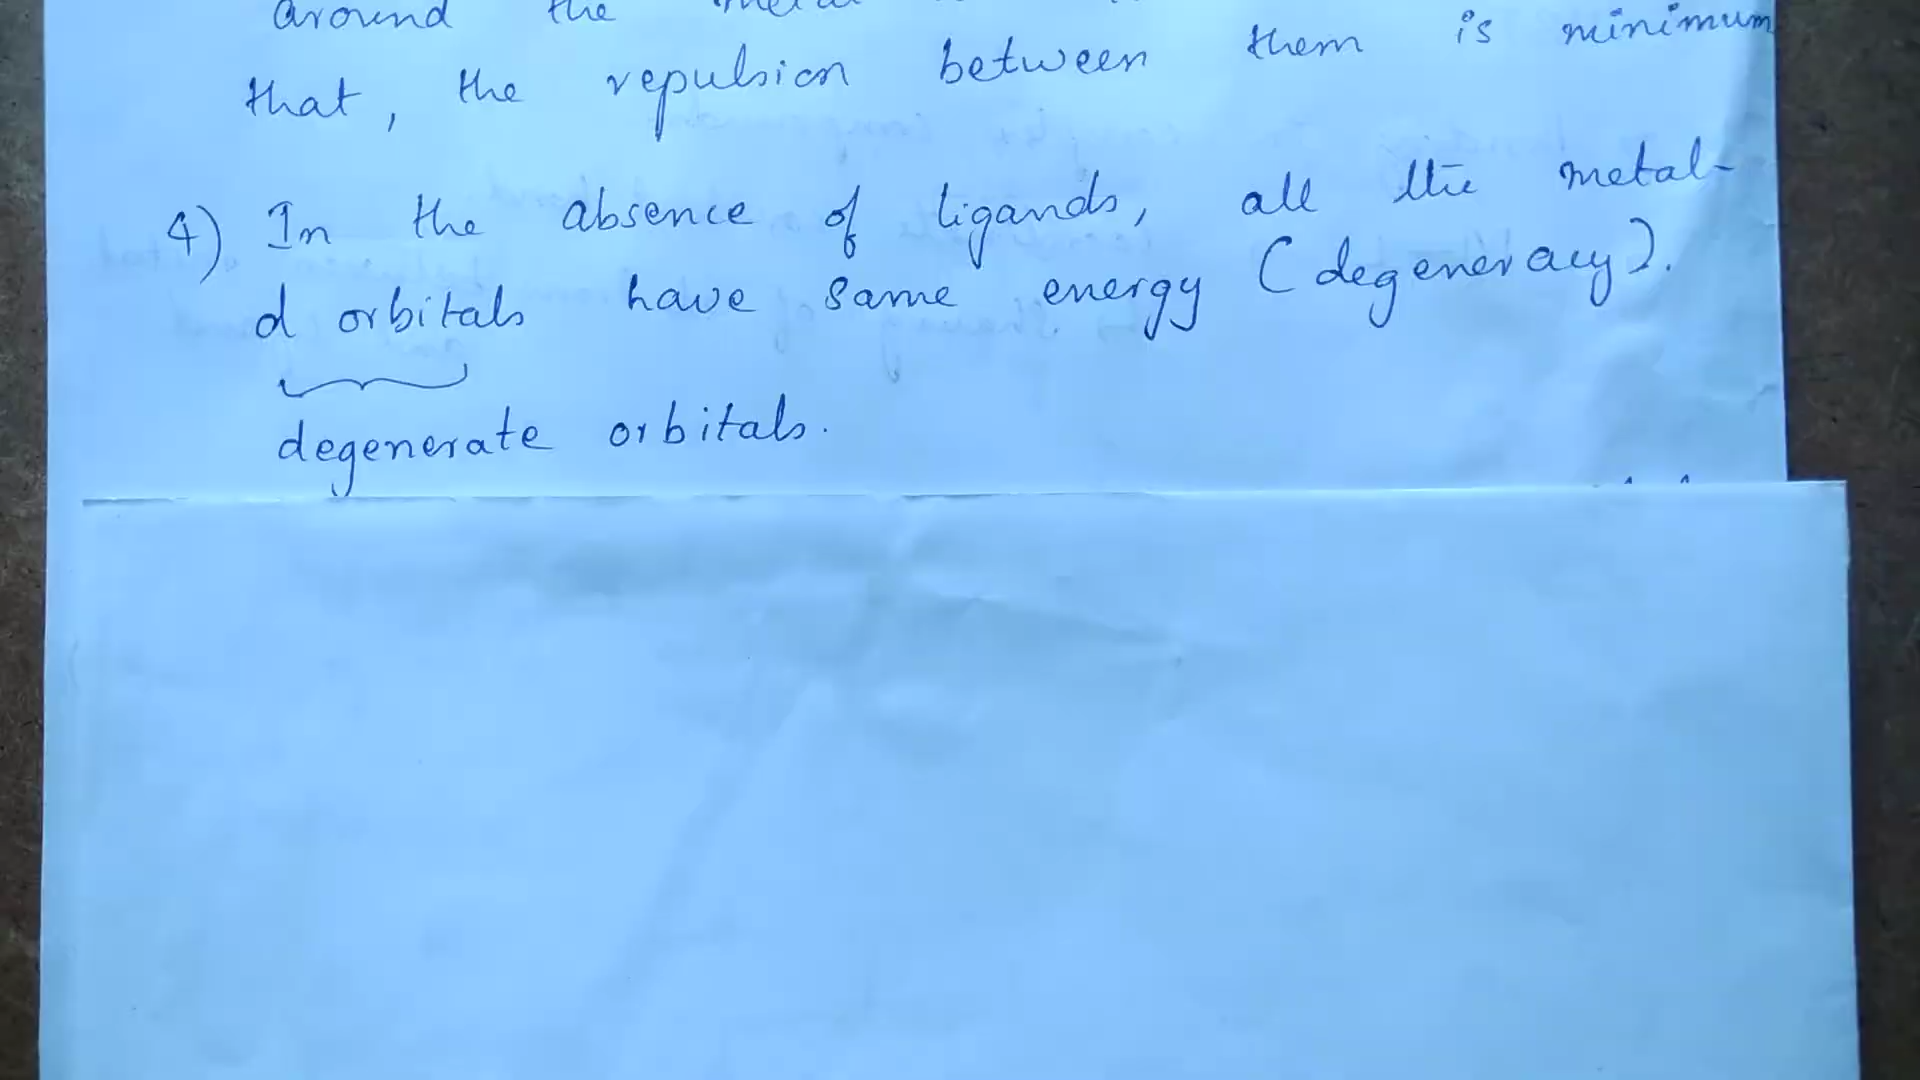 around the
that, the repulsion between them is minimum
4) In the absence of ligands, all the metal-
d orbitals have same energy (degeneracy).
degenerate orbitals.